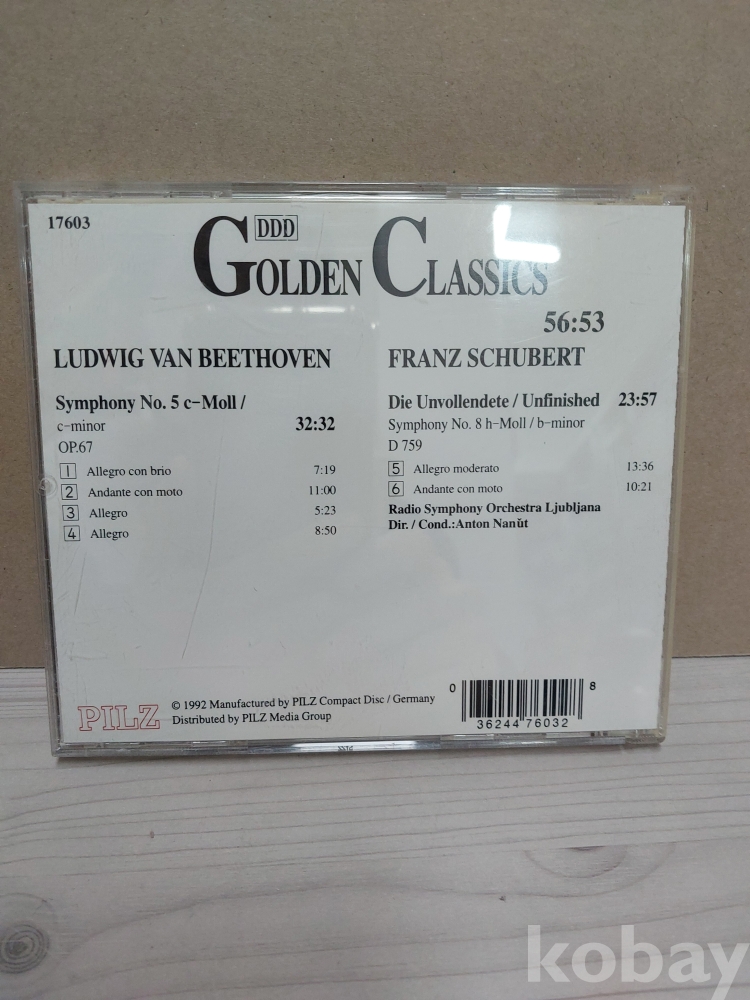 17603
DDD
GOLDEN CLASSICS
56:53
LUDWIG VAN BEETHOVEN
Symphony No. 5 c-Moll /
c-minor 32:32
OP.67
1 Allegro con brio 7:19
2 Andante con moto 11:00
3 Allegro 5:23
4 Allegro 8:50
FRANZ SCHUBERT
Die Unvollendete / Unfinished 23:57
Symphony No. 8 h-Moll / b-minor
D 759
5 Allegro moderato 13:36
6 Andante con moto 10:21
Radio Symphony Orchestra Ljubljana
Dir. / Cond.:Anton Nanŭt
PILZ
© 1992 Manufactured by PILZ Compact Disc / Germany
Distributed by PILZ Media Group
0 36244 76032 8
kobay